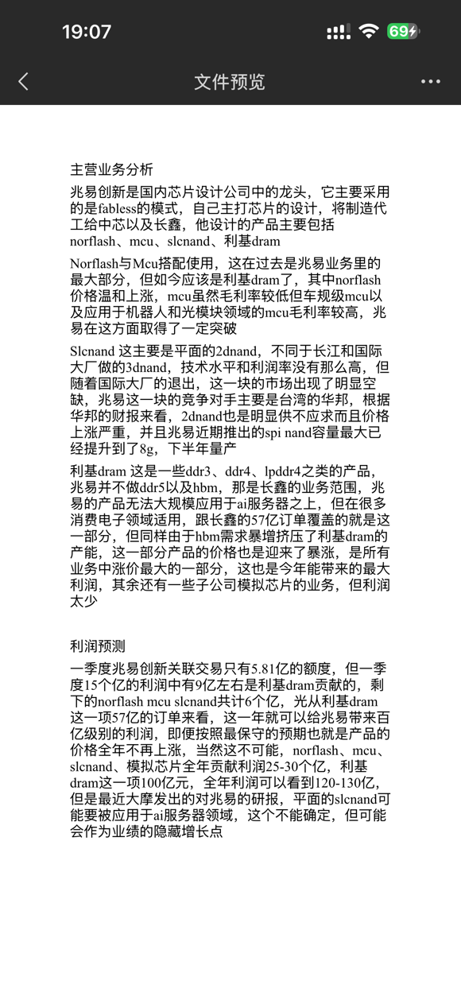 19:07
69
文件预览
主营业务分析
兆易创新是国内芯片设计公司中的龙头，它主要采用
的是fabless的模式，自己主打芯片的设计，将制造代
工给中芯以及长鑫，他设计的产品主要包括
norflash、mcu、slcnand、利基dram
Norflash与Mcu搭配使用，这在过去是兆易业务里的
最大部分，但如今应该是利基dram了，其中norflash
价格温和上涨，mcu虽然毛利率较低但车规级mcu以
及应用于机器人和光模块领域的mcu毛利率较高，兆
易在这方面取得了一定突破
Slcnand 这主要是平面的2dnand，不同于长江和国际
大厂做的3dnand，技术水平和利润率没有那么高，但
随着国际大厂的退出，这一块的市场出现了明显空
缺，兆易这一块的竞争对手主要是台湾的华邦，根据
华邦的财报来看，2dnand也是明显供不应求而且价格
上涨严重，并且兆易近期推出的spi nand容量最大已
经提升到了8g，下半年量产
利基dram 这是一些ddr3、ddr4、lpddr4之类的产品，
兆易并不做ddr5以及hbm，那是长鑫的业务范围，兆
易的产品无法大规模应用于ai服务器之上，但在很多
消费电子领域适用，跟长鑫的57亿订单覆盖的就是这
一部分，但同样由于hbm需求暴增挤压了利基dram的
产能，这一部分产品的价格也是迎来了暴涨，是所有
业务中涨价最大的一部分，这也是今年能带来的最大
利润，其余还有一些子公司模拟芯片的业务，但利润
太少
利润预测
一季度兆易创新关联交易只有5.81亿的额度，但一季
度15个亿的利润中有9亿左右是利基dram贡献的，剩
下的norflash mcu slcnand共计6个亿，光从利基dram
这一项57亿的订单来看，这一年就可以给兆易带来百
亿级别的利润，即便按照最保守的预期也就是产品的
价格全年不再上涨，当然这不可能，norflash、mcu、
slcnand、模拟芯片全年贡献利润25-30个亿，利基
dram这一项100亿元，全年利润可以看到120-130亿，
但是最近大摩发出的对兆易的研报，平面的slcnand可
能要被应用于ai服务器领域，这个不能确定，但可能
会作为业绩的隐藏增长点